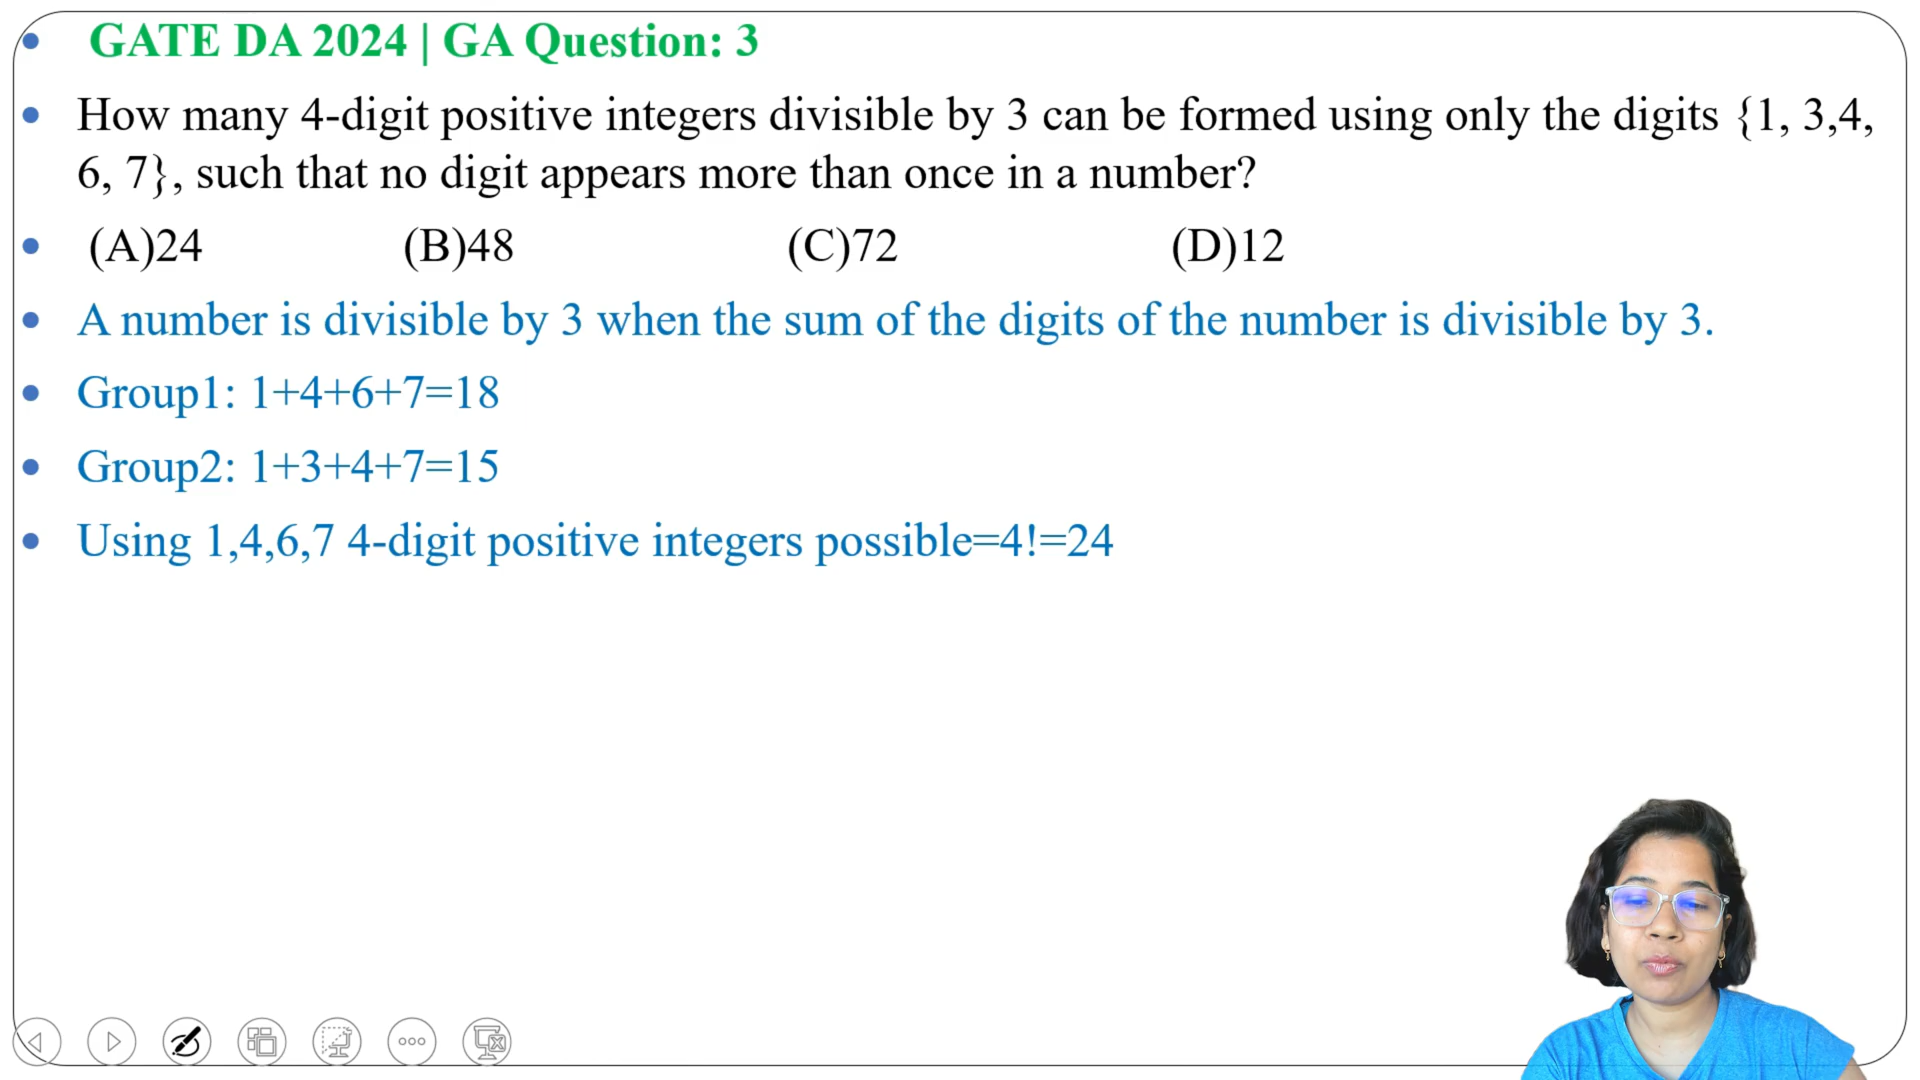 GATE DA 2024 | GA Question: 3
How many 4-digit positive integers divisible by 3 can be formed using only the digits {1, 3,4,
6, 7}, such that no digit appears more than once in a number?
(A)24 (B)48 (C)72 (D)12
A number is divisible by 3 when the sum of the digits of the number is divisible by 3.
Group1: 1+4+6+7=18
Group2: 1+3+4+7=15
Using 1,4,6,7 4-digit positive integers possible=4!=24